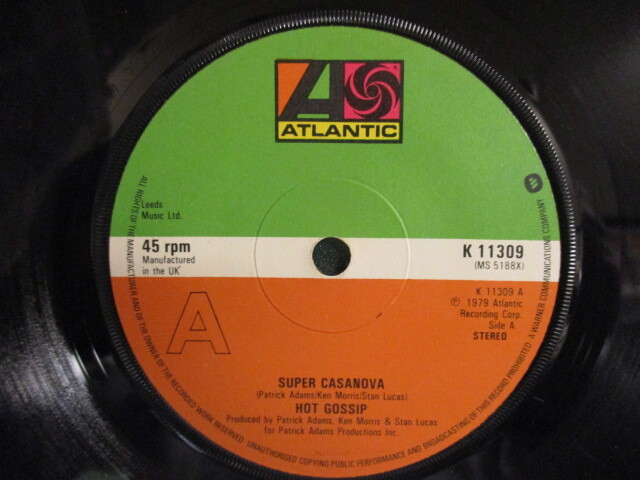 ATLANTIC
Leeds
Music Ltd.
45 rpm
Manufactured
in the UK
K 11309
(MS 5188X)
K 11309 A
℗ 1979 Atlantic
Recording Corp.
Side A
STEREO
A
SUPER CASANOVA
(Patrick Adams/Ken Morris/Stan Lucas)
HOT GOSSIP
Produced by Patrick Adams, Ken Morris & Stan Lucas
for Patrick Adams Productions Inc.
ALL RIGHTS OF THE MANUFACTURER AND OF THE OWNER OF THE RECORDED WORK RESERVED. UNAUTHORISED COPYING PUBLIC PERFORMANCE AND BROADCASTING OF THIS RECORD PROHIBITED. A WARNER COMMUNICATIONS COMPANY